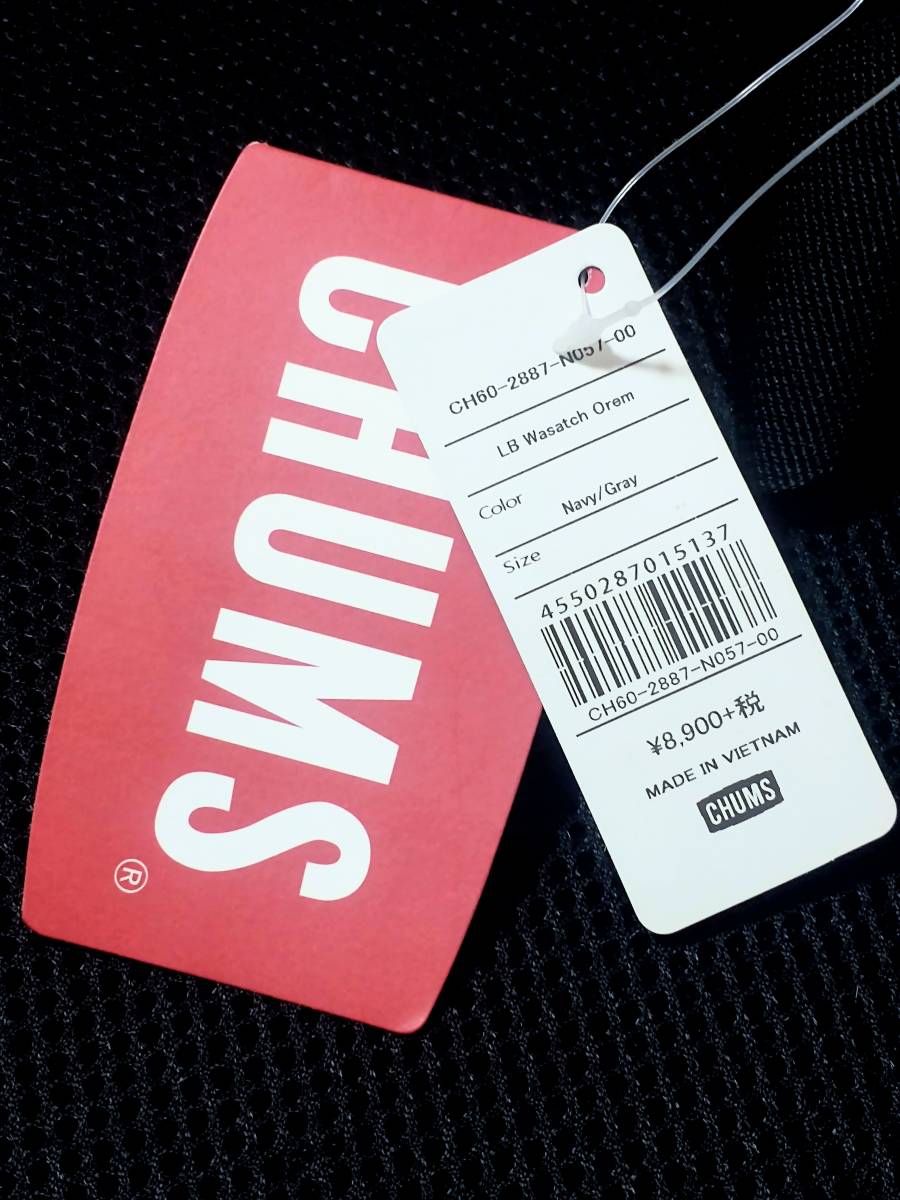 CHUMS
®
CH60-2887-N057-00
LB Wasatch Orem
Color Navy/Gray
Size
4550287015137
CH60-2887-N057-00
¥8,900+税
MADE IN VIETNAM
CHUMS